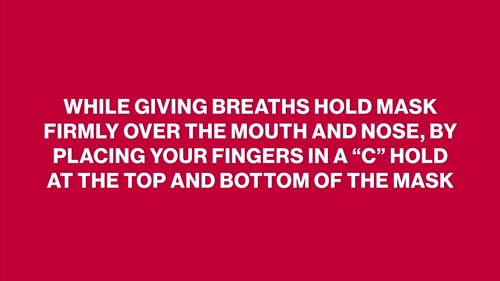 WHILE GIVING BREATHS HOLD MASK
FIRMLY OVER THE MOUTH AND NOSE, BY
PLACING YOUR FINGERS IN A “C” HOLD
AT THE TOP AND BOTTOM OF THE MASK